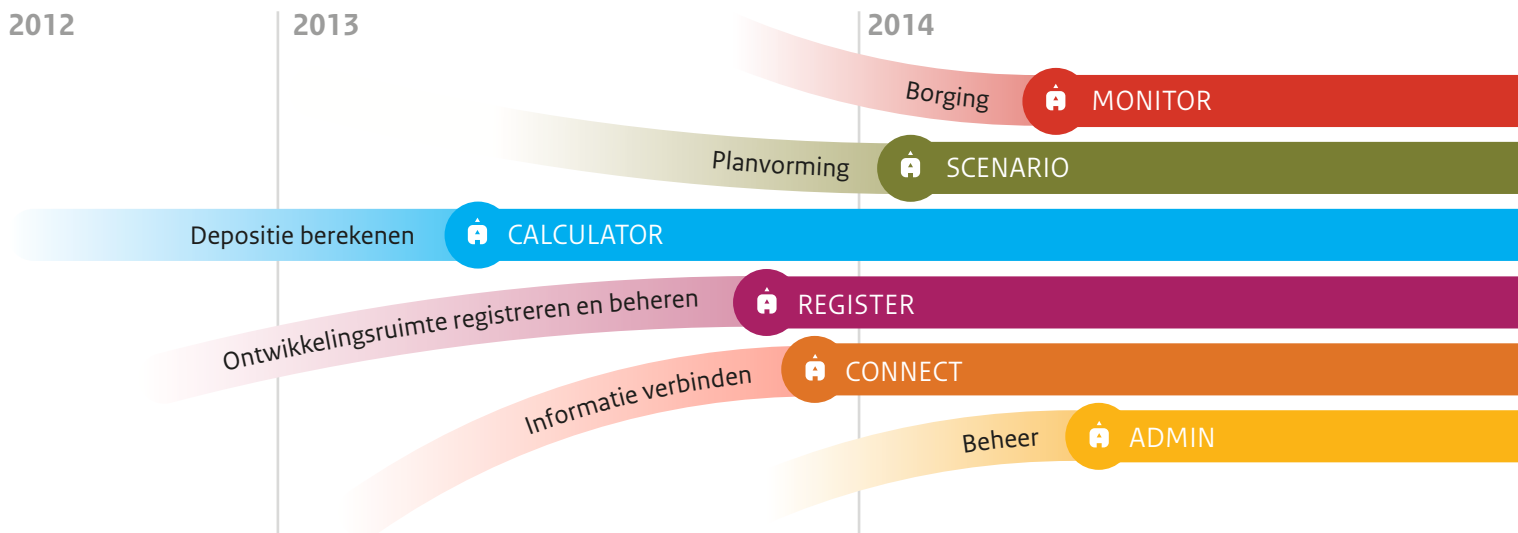 2012
2013
2014
Borging
MONITOR
Planvorming
SCENARIO
Depositie berekenen
CALCULATOR
Ontwikkelingsruimte registreren en beheren
REGISTER
Informatie verbinden
CONNECT
Beheer
ADMIN